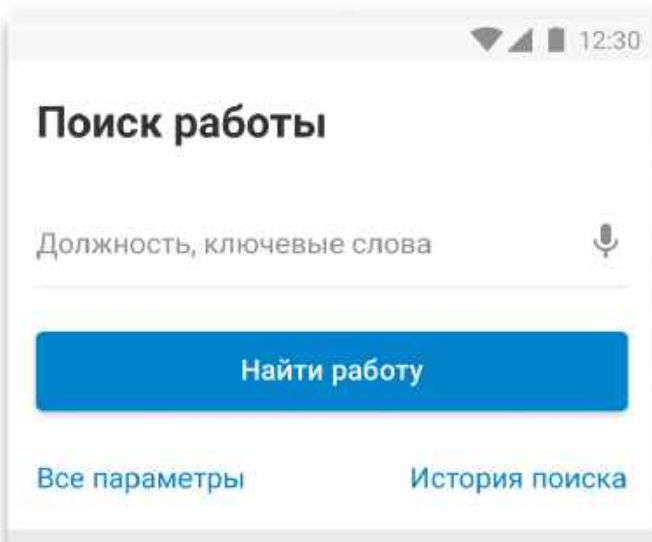 12:30
Поиск работы
Должность, ключевые слова
Найти работу
Все параметры
История поиска